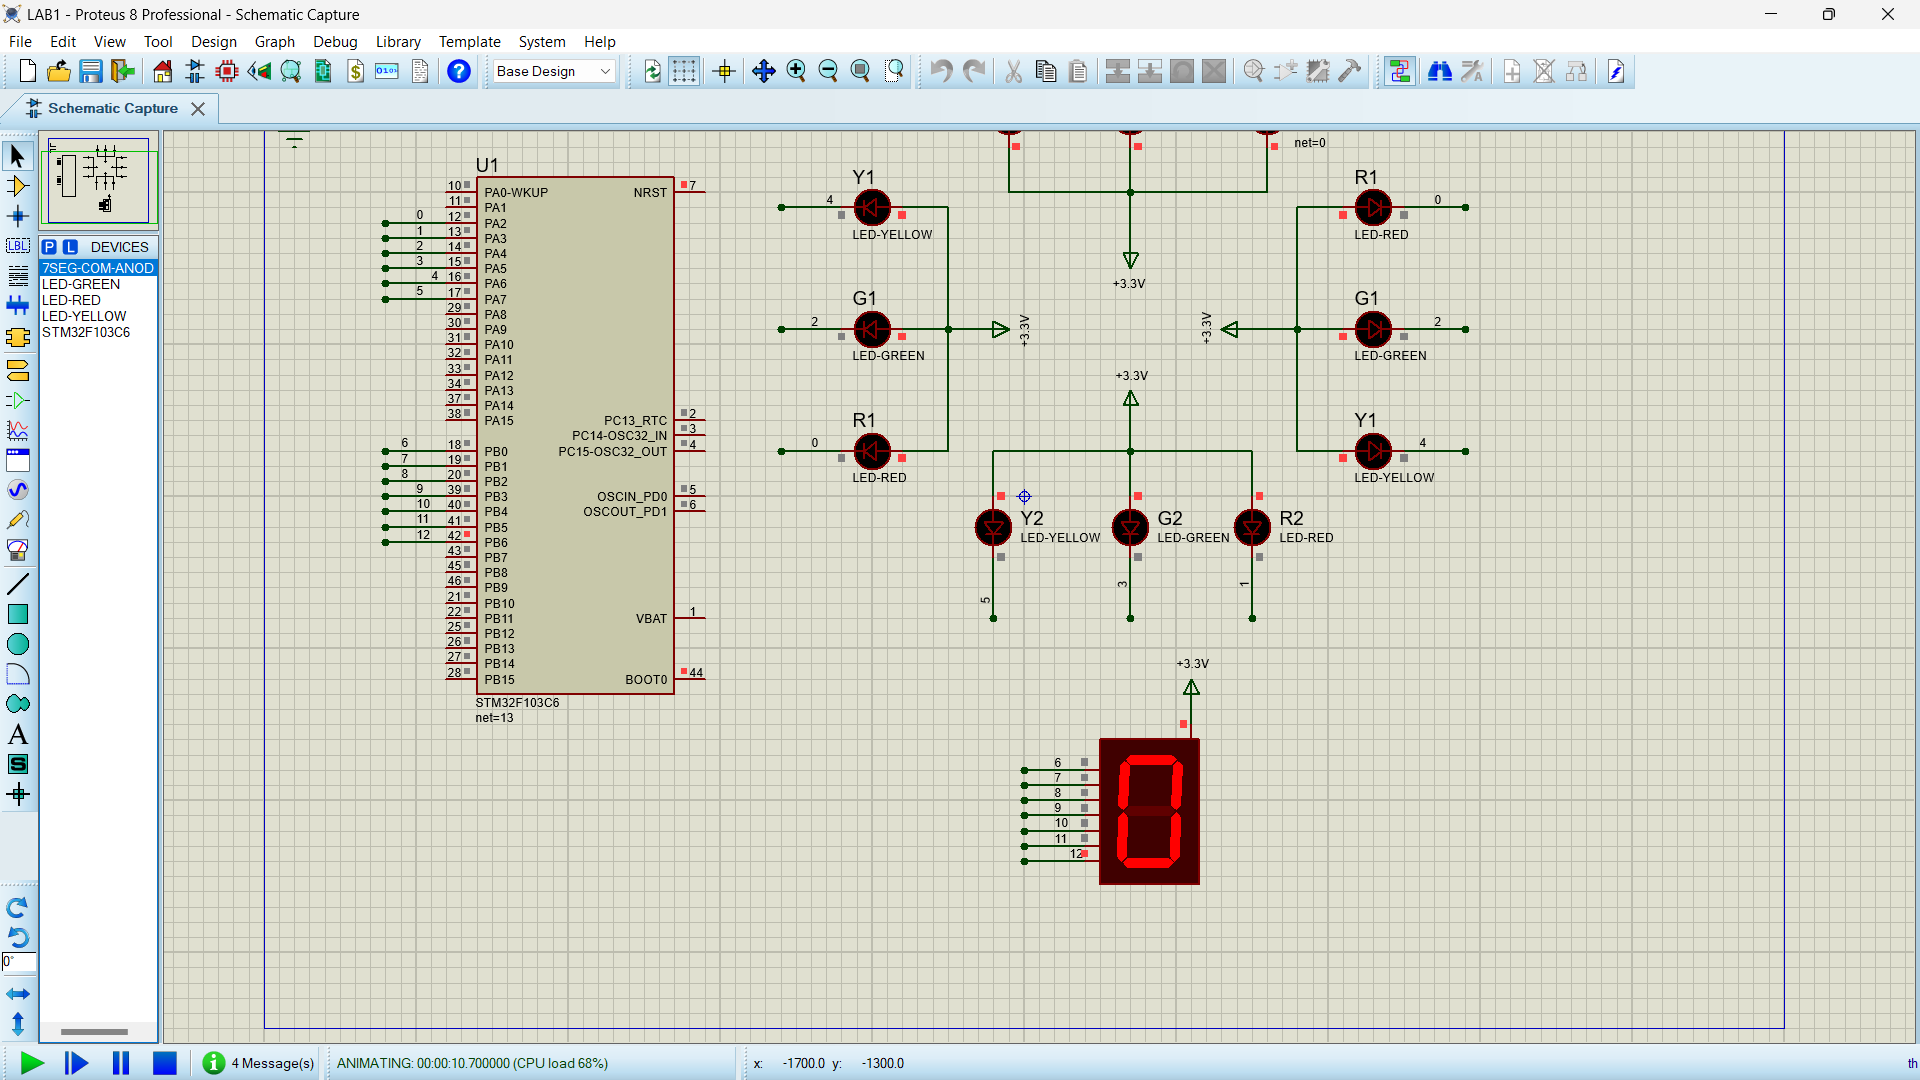 LAB1 - Proteus 8 Professional - Schematic Capture
File Edit View Tool Design Graph Debug Library Template System Help
Base Design
Schematic Capture
P L DEVICES
7SEG-COM-ANOD
LED-GREEN
LED-RED
LED-YELLOW
STM32F103C6
LBL
A
S
0°
U1
10 PA0-WKUP NRST 7
11 PA1
0 12 PA2
1 13 PA3
2 14 PA4
3 15 PA5
4 16 PA6
5 17 PA7
29 PA8
30 PA9
31 PA10
32 PA11
33 PA12
34 PA13
37 PA14
38 PA15 PC13_RTC 2
PC14-OSC32_IN 3
6 18 PB0 PC15-OSC32_OUT 4
7 19 PB1
8 20 PB2
9 39 PB3 OSCIN_PD0 5
10 40 PB4 OSCOUT_PD1 6
11 41 PB5
12 42 PB6
43 PB7
45 PB8
46 PB9
21 PB10
22 PB11 VBAT 1
25 PB12
26 PB13
27 PB14
28 PB15 BOOT0 44
STM32F103C6
net=13
net=0
Y1
4
LED-YELLOW
G1
2
LED-GREEN
+3.3V
R1
0
LED-RED
+3.3V
R1
0
LED-RED
+3.3V
G1
2
LED-GREEN
Y1
4
LED-YELLOW
+3.3V
Y2
LED-YELLOW
5
G2
LED-GREEN
3
R2
LED-RED
1
+3.3V
6
7
8
9
10
11
12
4 Message(s) ANIMATING: 00:00:10.700000 (CPU load 68%) x: -1700.0 y: -1300.0 th